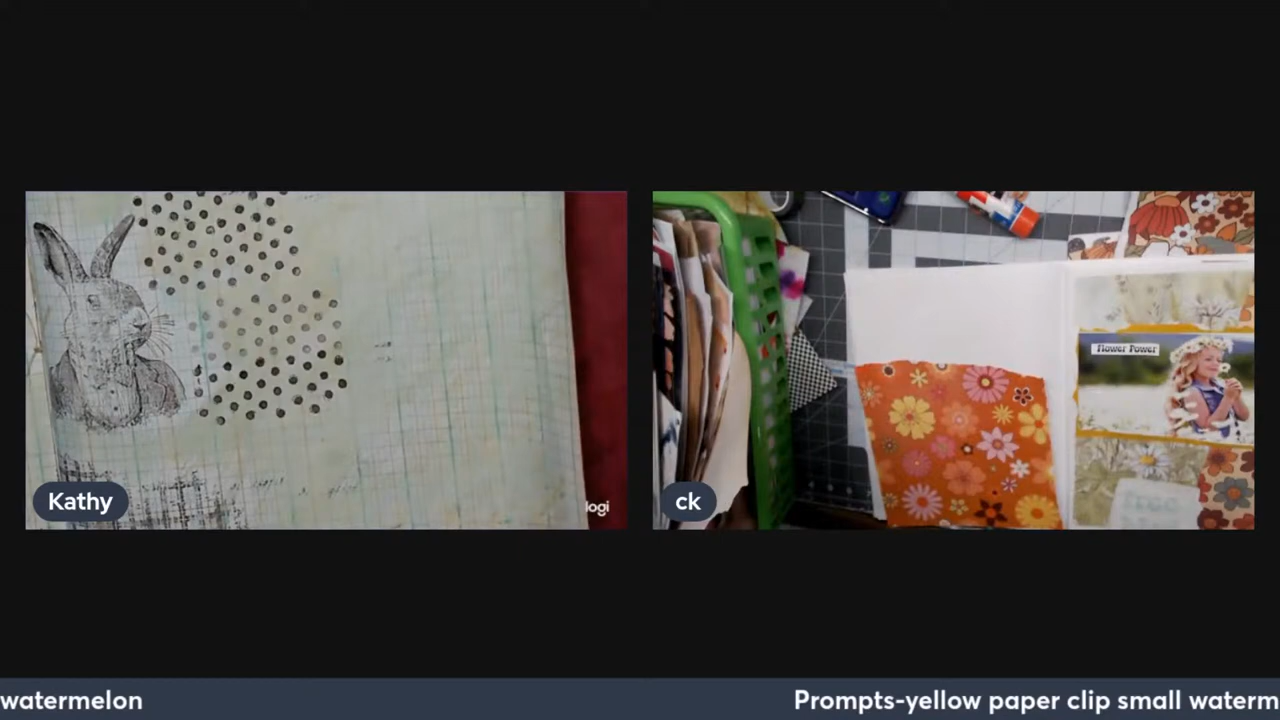 Flower Power
Kathy
logi
ck
watermelon
Prompts-yellow paper clip small waterm